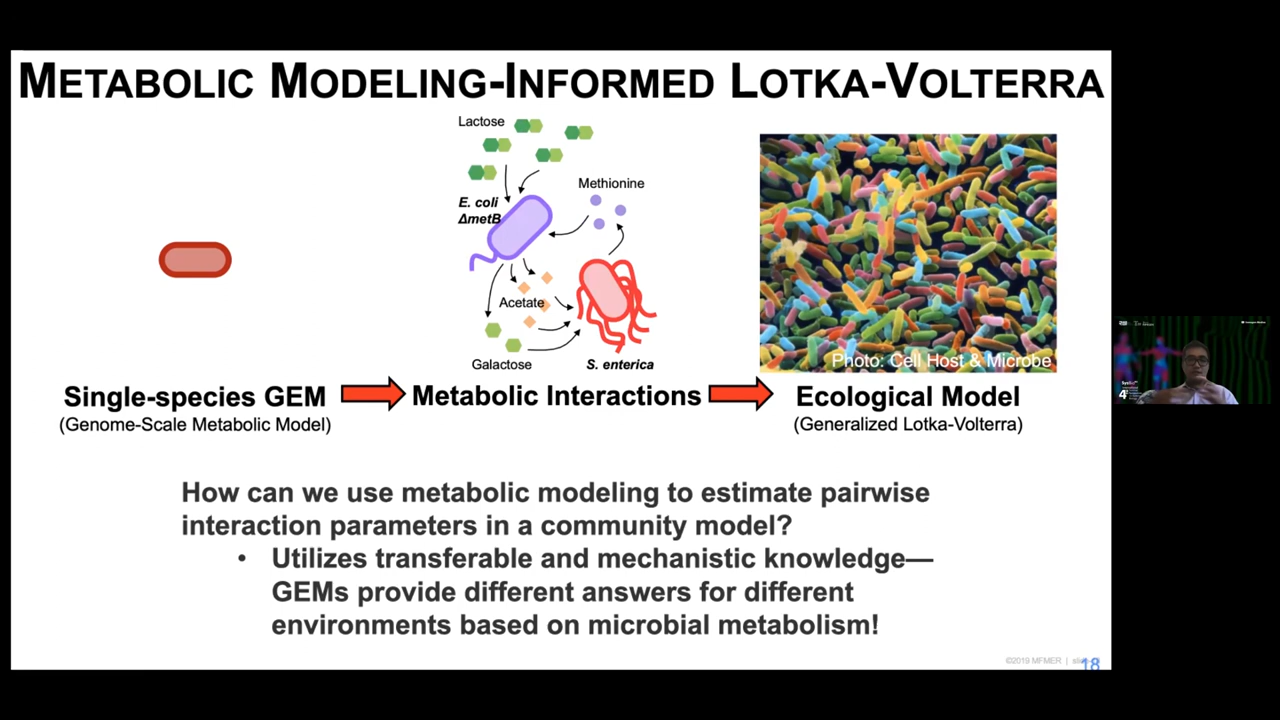 METABOLIC MODELING-INFORMED LOTKA-VOLTERRA
Lactose
Methionine
E. coli
ΔmetB
Acetate
Galactose
S. enterica
Photo: Cell Host & Microbe
Single-species GEM
(Genome-Scale Metabolic Model)
Metabolic Interactions
Ecological Model
(Generalized Lotka-Volterra)
How can we use metabolic modeling to estimate pairwise
interaction parameters in a community model?
• Utilizes transferable and mechanistic knowledge—
GEMs provide different answers for different
environments based on microbial metabolism!
©2019 MFMER |
18